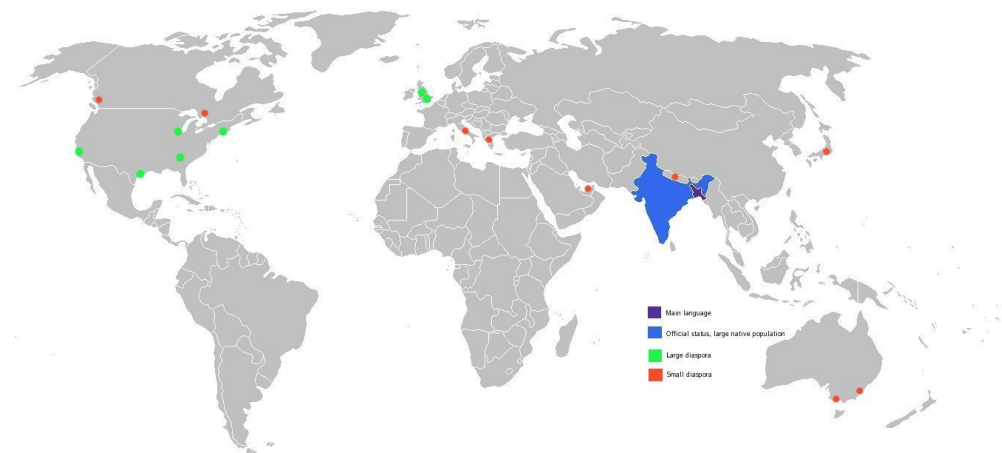 Main language
Official status, large native population
Large diaspora
Small diaspora